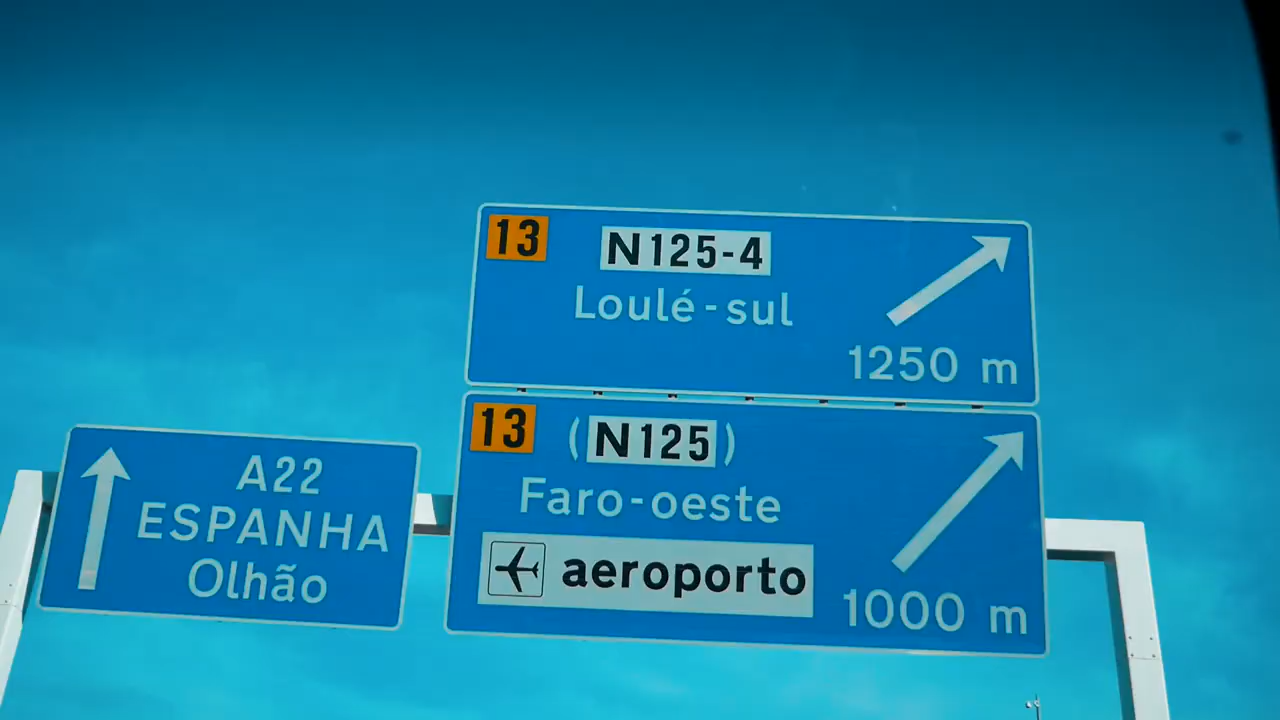 13 N125-4
Loulé-sul
1250 m
13 (N125)
Faro-oeste
aeroporto
1000 m
A22
ESPANHA
Olhão